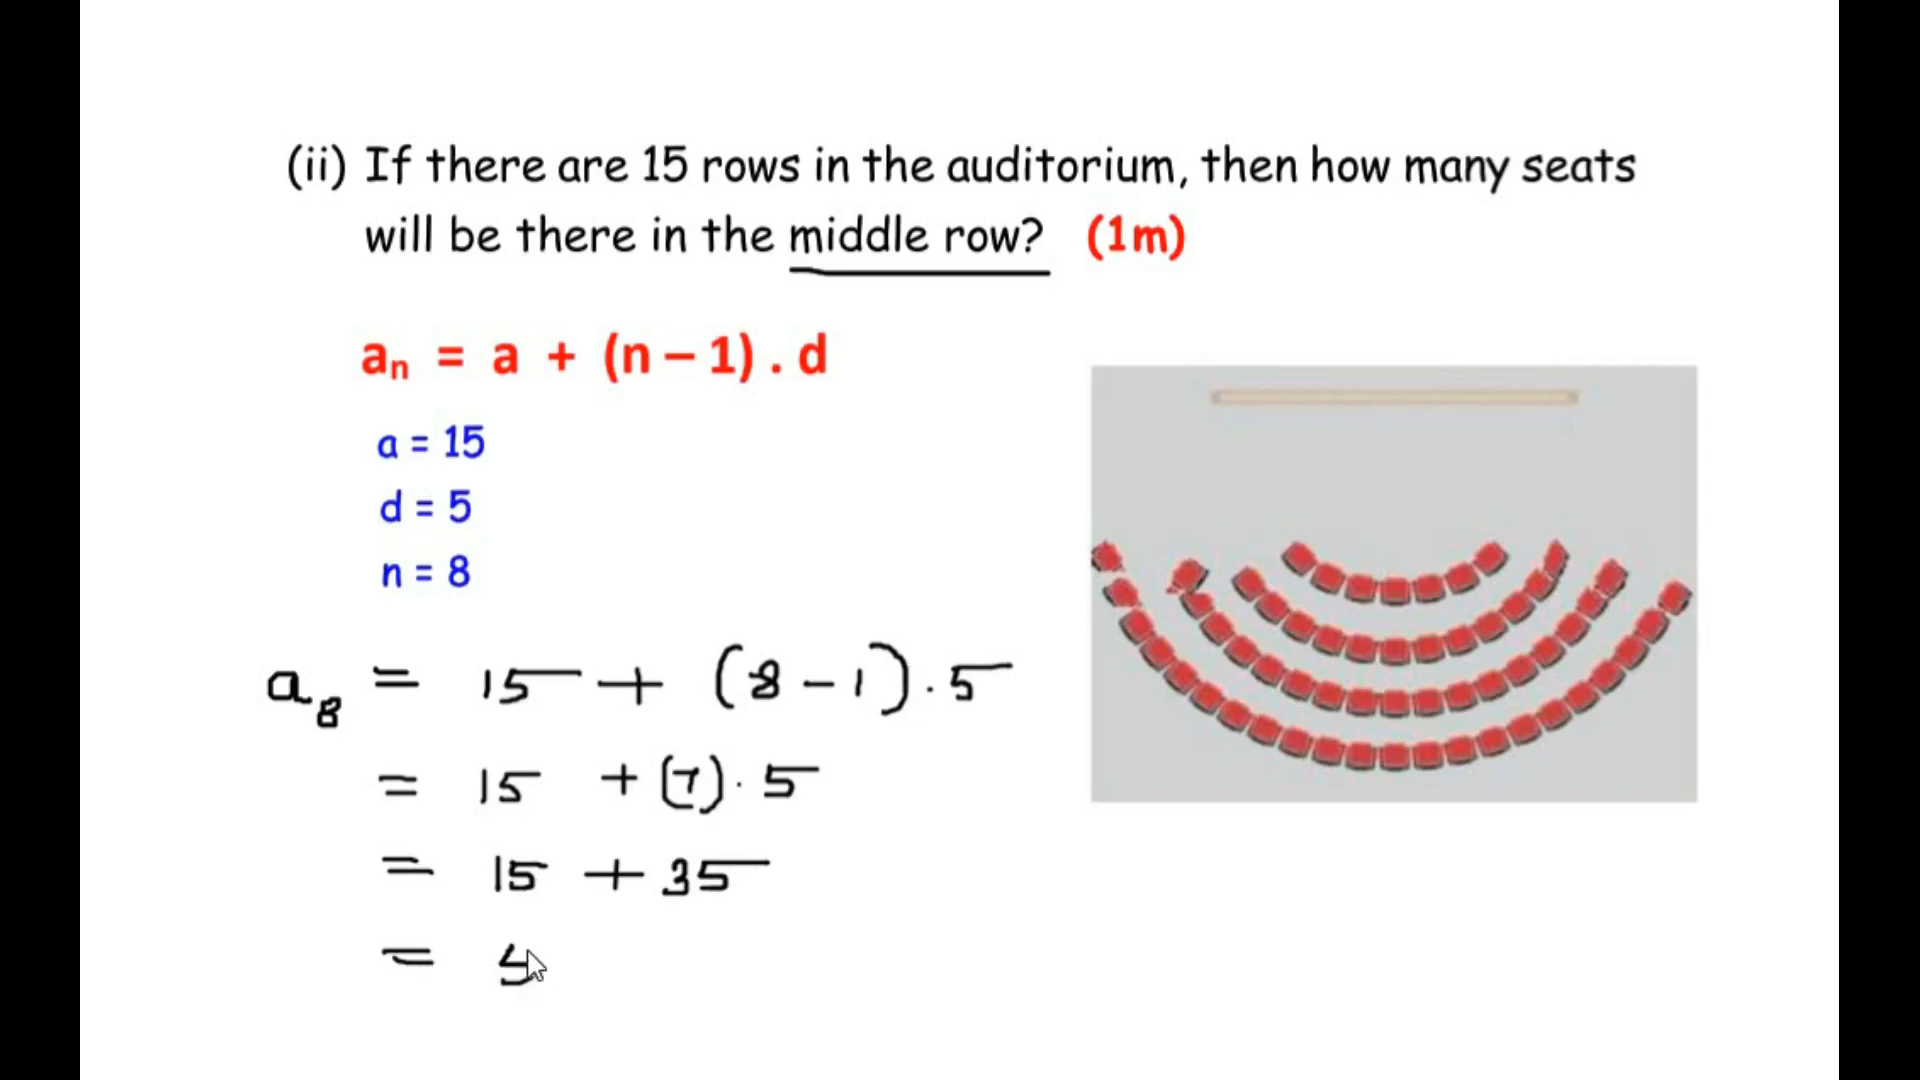 (ii) If there are 15 rows in the auditorium, then how many seats
will be there in the middle row? (1m)
aₙ = a + (n – 1) . d
a = 15
d = 5
n = 8
a₈ = 15 + (8 - 1) . 5
= 15 + (7) . 5
= 15 + 35
= 5